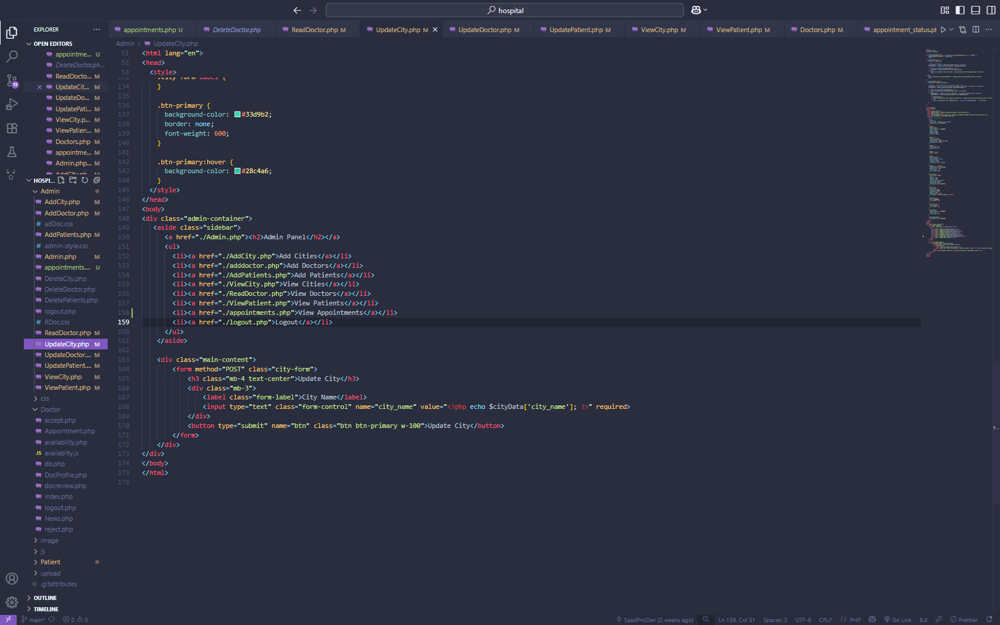 hospital
EXPLORER
appointments.php U
DeleteDoctor.php
ReadDoctor.php M
UpdateCity.php M
UpdateDoctor.php M
UpdatePatient.php M
ViewCity.php M
ViewPatient.php M
Doctors.php M
appointment_status.pl
OPEN EDITORS
appointme... U
DeleteDoctor.ph...
ReadDocto... M
UpdateCit... M
UpdateDo... M
UpdatePati... M
ViewCity.p... M
ViewPatien... M
Doctors.php M
appointme... M
Admin.php... M
AddCity.ph... M
HOSPI...
Admin
AddCity.php M
AddDoctor.php M
adDoc.css
AddPatients.php M
admin-style.css
Admin.php M
appointments.... U
DeleteCity.php
DeleteDoctor.php
DeletePatients.php
logout.php
RDoc.css
ReadDoctor.php M
UpdateCity.php M
UpdateDoctor.... M
UpdatePatient.... M
ViewCity.php M
ViewPatient.php M
css
Doctor
accept.php
Appointment.php
availability.php
JS availabilty.js
db.php
DocProfile.php
docreview.php
index.php
logout.php
News.php
reject.php
image
js
Patient
upload
.gitattributes
OUTLINE
TIMELINE
Admin > UpdateCity.php
51 <html lang="en">
52 <head>
58 <style>
131 .city-form label {
134 }
135
136 .btn-primary {
137 background-color: #33d9b2;
138 border: none;
139 font-weight: 600;
140 }
141
142 .btn-primary:hover {
143 background-color: #28c4a6;
144 }
145 </style>
146 </head>
147 <body>
148 <div class="admin-container">
149 <aside class="sidebar">
150 <a href="./Admin.php"><h2>Admin Panel</h2></a>
151 <ul>
152 <li><a href="./AddCity.php">Add Cities</a></li>
153 <li><a href="./adddoctor.php">Add Doctors</a></li>
154 <li><a href="./AddPatients.php">Add Patients</a></li>
155 <li><a href="./ViewCity.php">View Cities</a></li>
156 <li><a href="./ReadDoctor.php">View Doctors</a></li>
157 <li><a href="./ViewPatient.php">View Patients</a></li>
158 <li><a href="./appointments.php">View Appointments</a></li>
159 <li><a href="./logout.php">Logout</a></li>
160 </ul>
161 </aside>
162
163 <div class="main-content">
164 <form method="POST" class="city-form">
165 <h3 class="mb-4 text-center">Update City</h3>
166 <div class="mb-3">
167 <label class="form-label">City Name</label>
168 <input type="text" class="form-control" name="city_name" value="<?php echo $cityData['city_name']; ?>" required>
169 </div>
170 <button type="submit" name="btn" class="btn btn-primary w-100">Update City</button>
171 </form>
172 </div>
173 </div>
174 </body>
175 </html>
176
13
main*
0 0
SaadProDev (2 weeks ago)
Ln 159, Col 51
Spaces: 2
UTF-8
CRLF
{} PHP
Go Live
8.4
Prettier